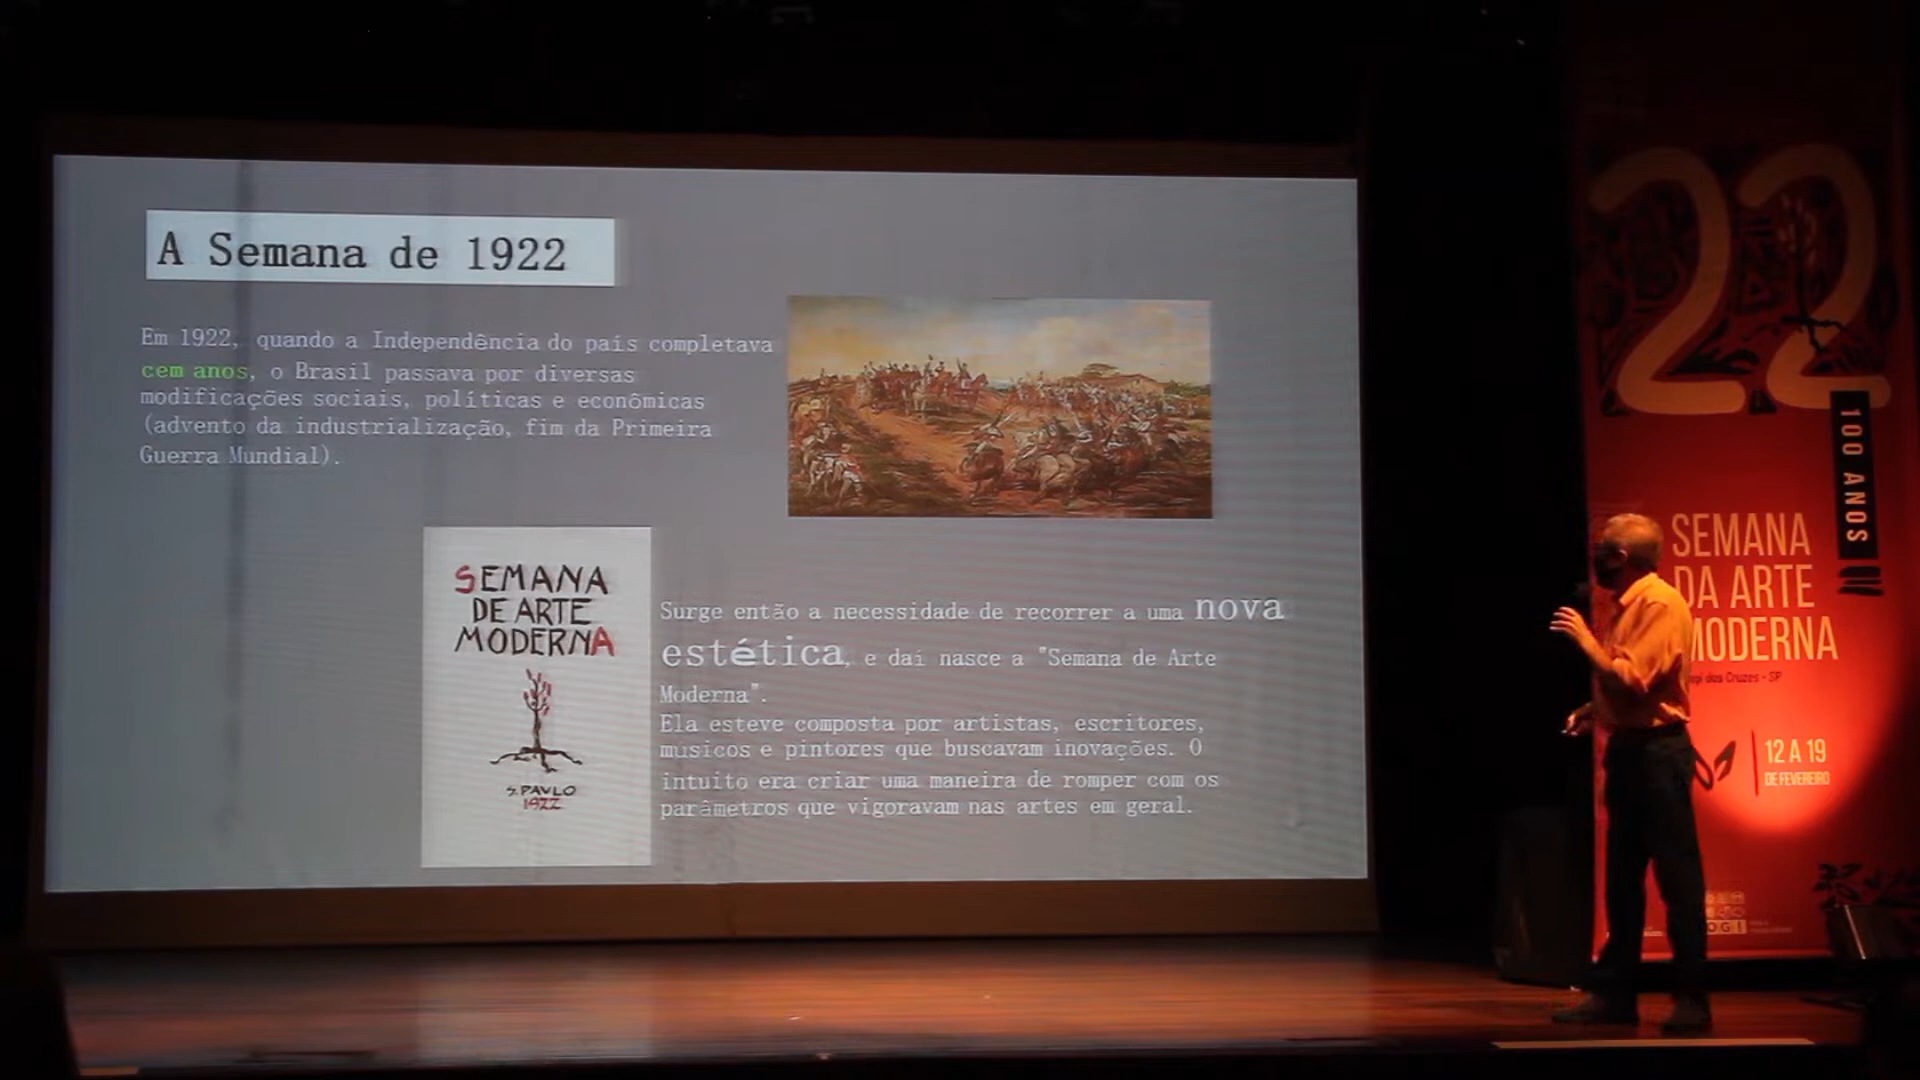 A Semana de 1922
Em 1922, quando a Independência do país completava
cem anos, o Brasil passava por diversas
modificações sociais, políticas e econômicas
(advento da industrialização, fim da Primeira
Guerra Mundial).
SEMANA
DE ARTE
MODERNA
S. PAULO
1922
Surge então a necessidade de recorrer a uma nova
estética, e daí nasce a "Semana de Arte
Moderna".
Ela esteve composta por artistas, escritores,
músicos e pintores que buscavam inovações. O
intuito era criar uma maneira de romper com os
parâmetros que vigoravam nas artes em geral.
22
100 ANOS
SEMANA
DA ARTE
MODERNA
das Cruzes - SP
12 A 19
DE FEVEREIRO